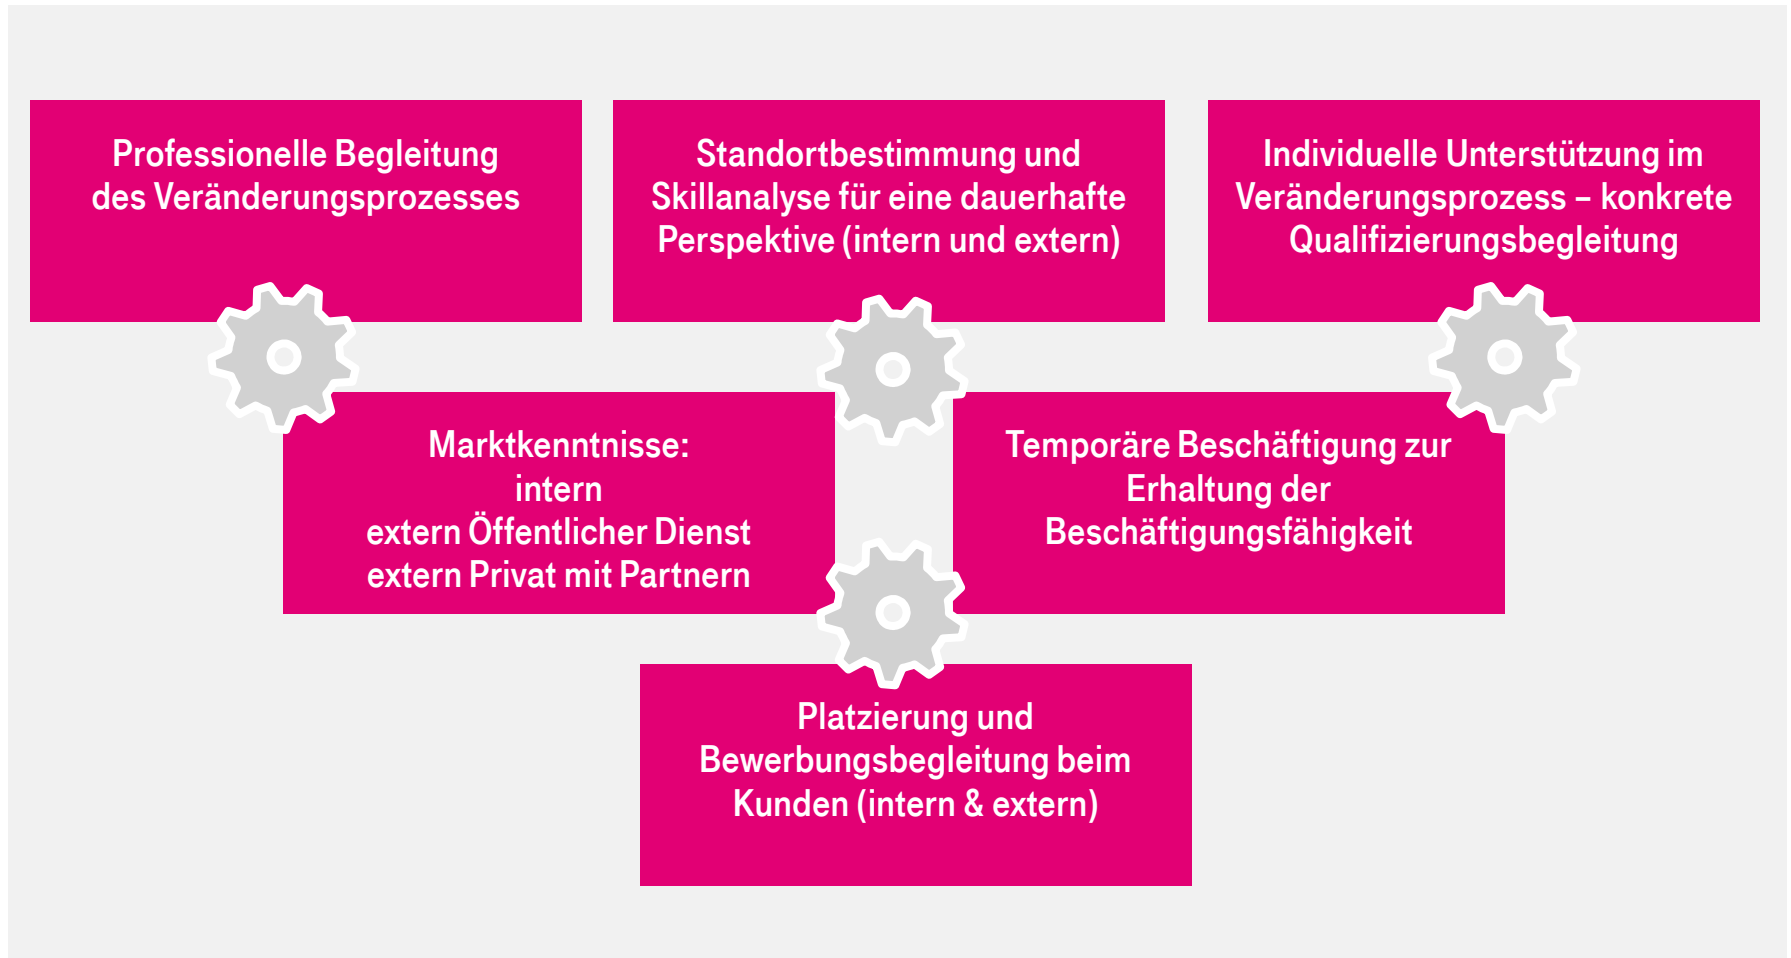 Professionelle Begleitung
des Veränderungsprozesses
Standortbestimmung und
Skillanalyse für eine dauerhafte
Perspektive (intern und extern)
Individuelle Unterstützung im
Veränderungsprozess – konkrete
Qualifizierungsbegleitung
Marktkenntnisse:
intern
extern Öffentlicher Dienst
extern Privat mit Partnern
Temporäre Beschäftigung zur
Erhaltung der
Beschäftigungsfähigkeit
Platzierung und
Bewerbungsbegleitung beim
Kunden (intern & extern)